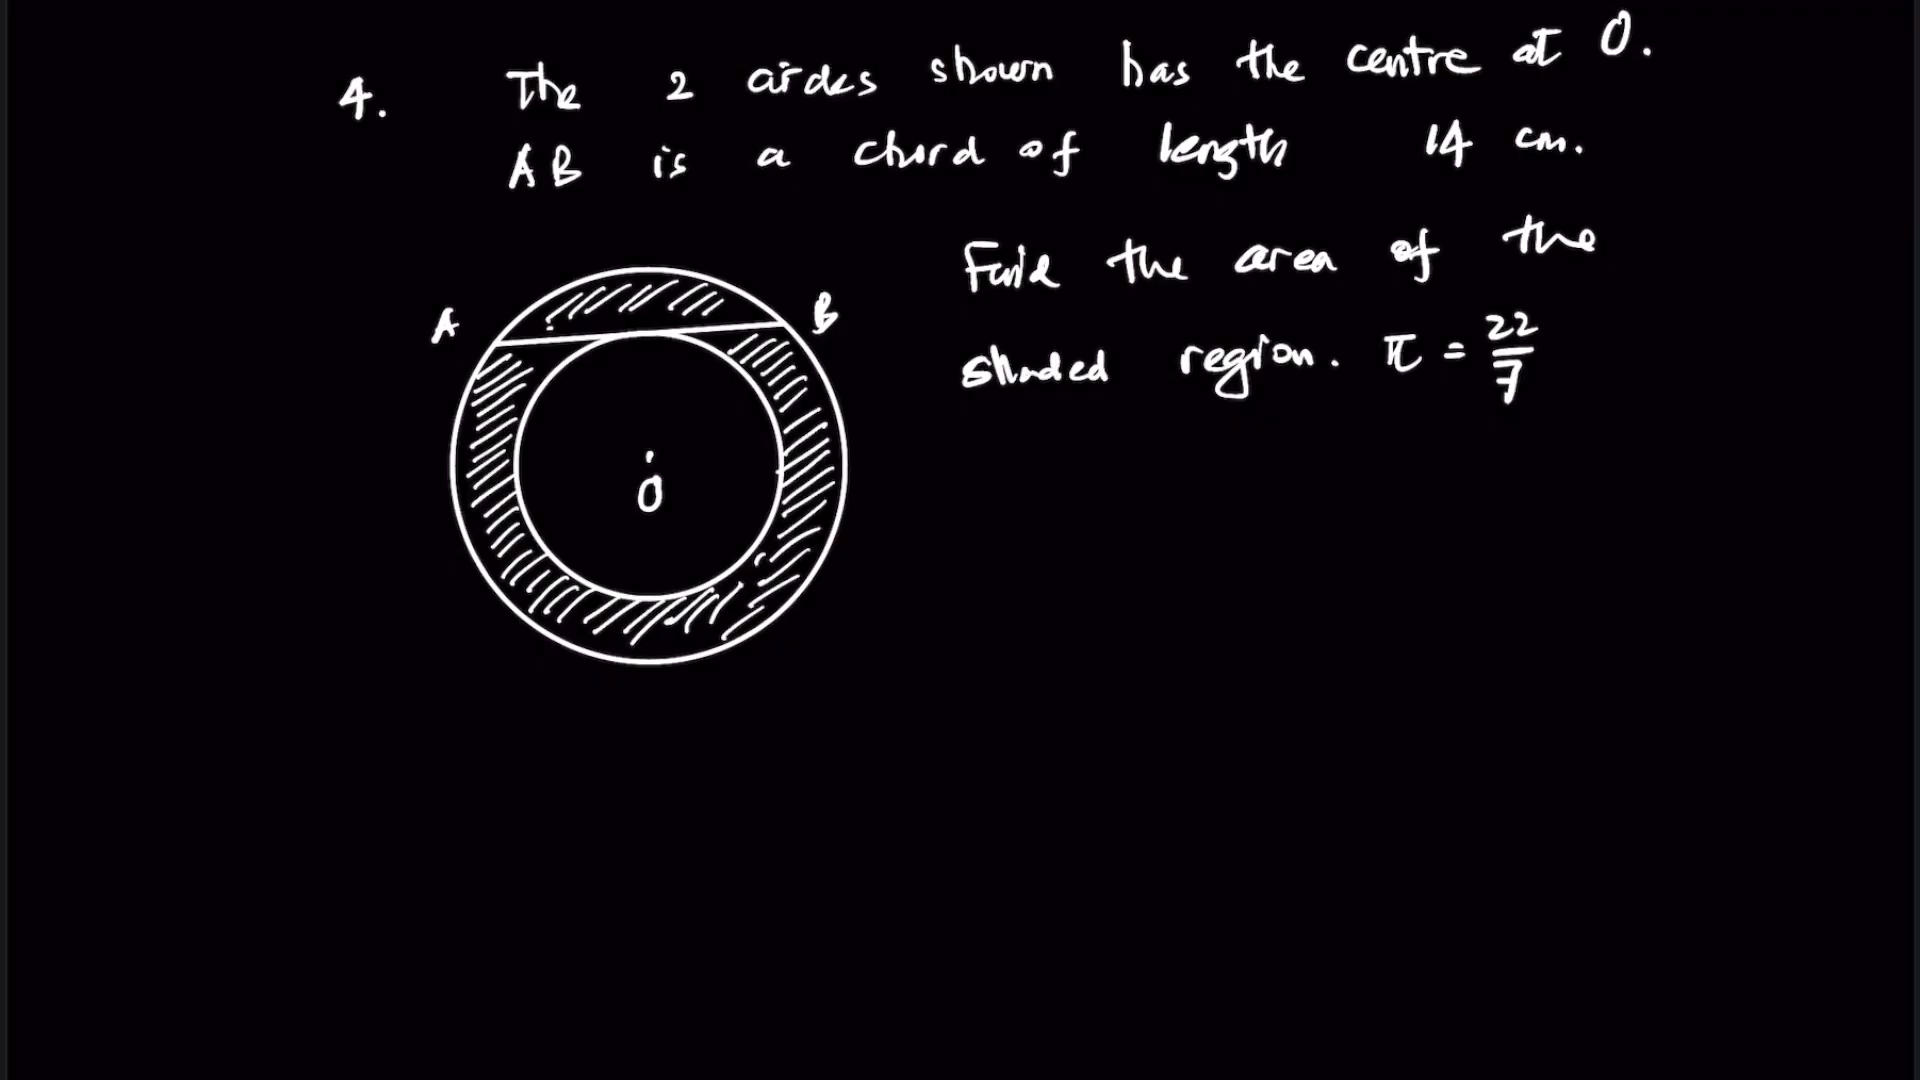 4. The 2 circles shown has the centre at O.
AB is a chord of length 14 cm.
Find the area of the
shaded region. π = 22/7
A
B
O